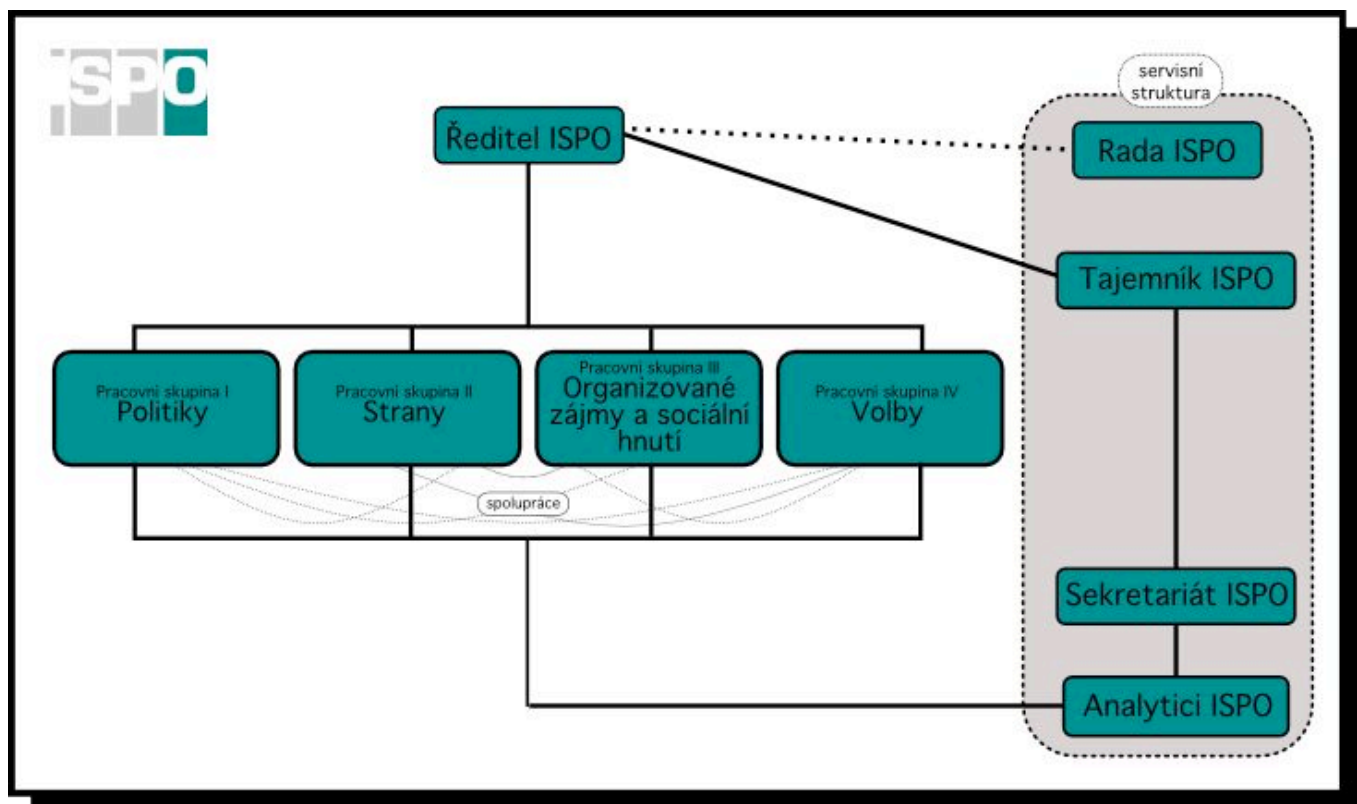 iSPO
servisní
struktura
Ředitel ISPO
Rada ISPO
Tajemník ISPO
Pracovní skupina I
Politiky
Pracovní skupina II
Strany
Pracovní skupina III
Organizované
zájmy a sociální
hnutí
Pracovní skupina IV
Volby
spolupráce
Sekretariát ISPO
Analytici ISPO